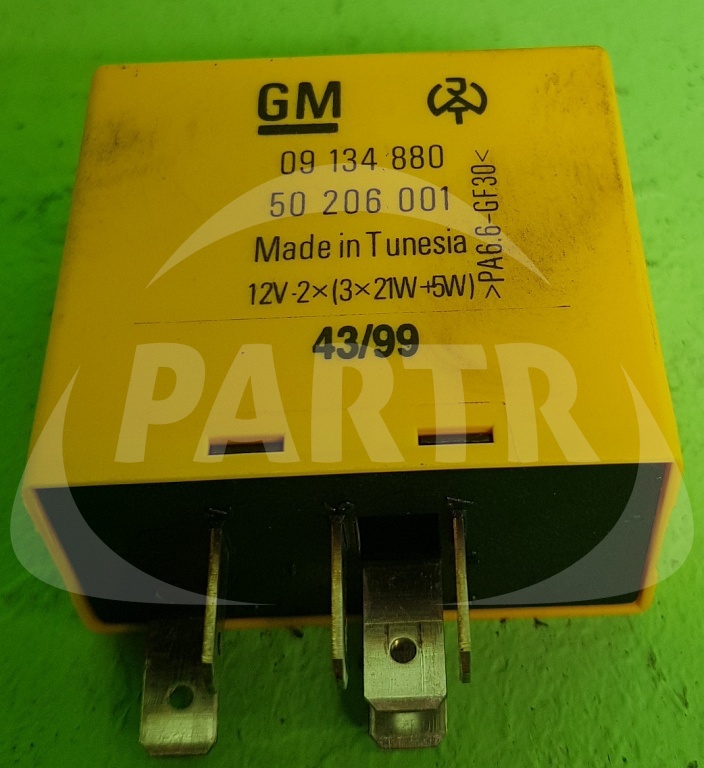 GM
09 134 880
50 206 001
Made in Tunesia
12V-2×(3×21W+5W)
>PA6.6-GF30<
43/99
PARTR